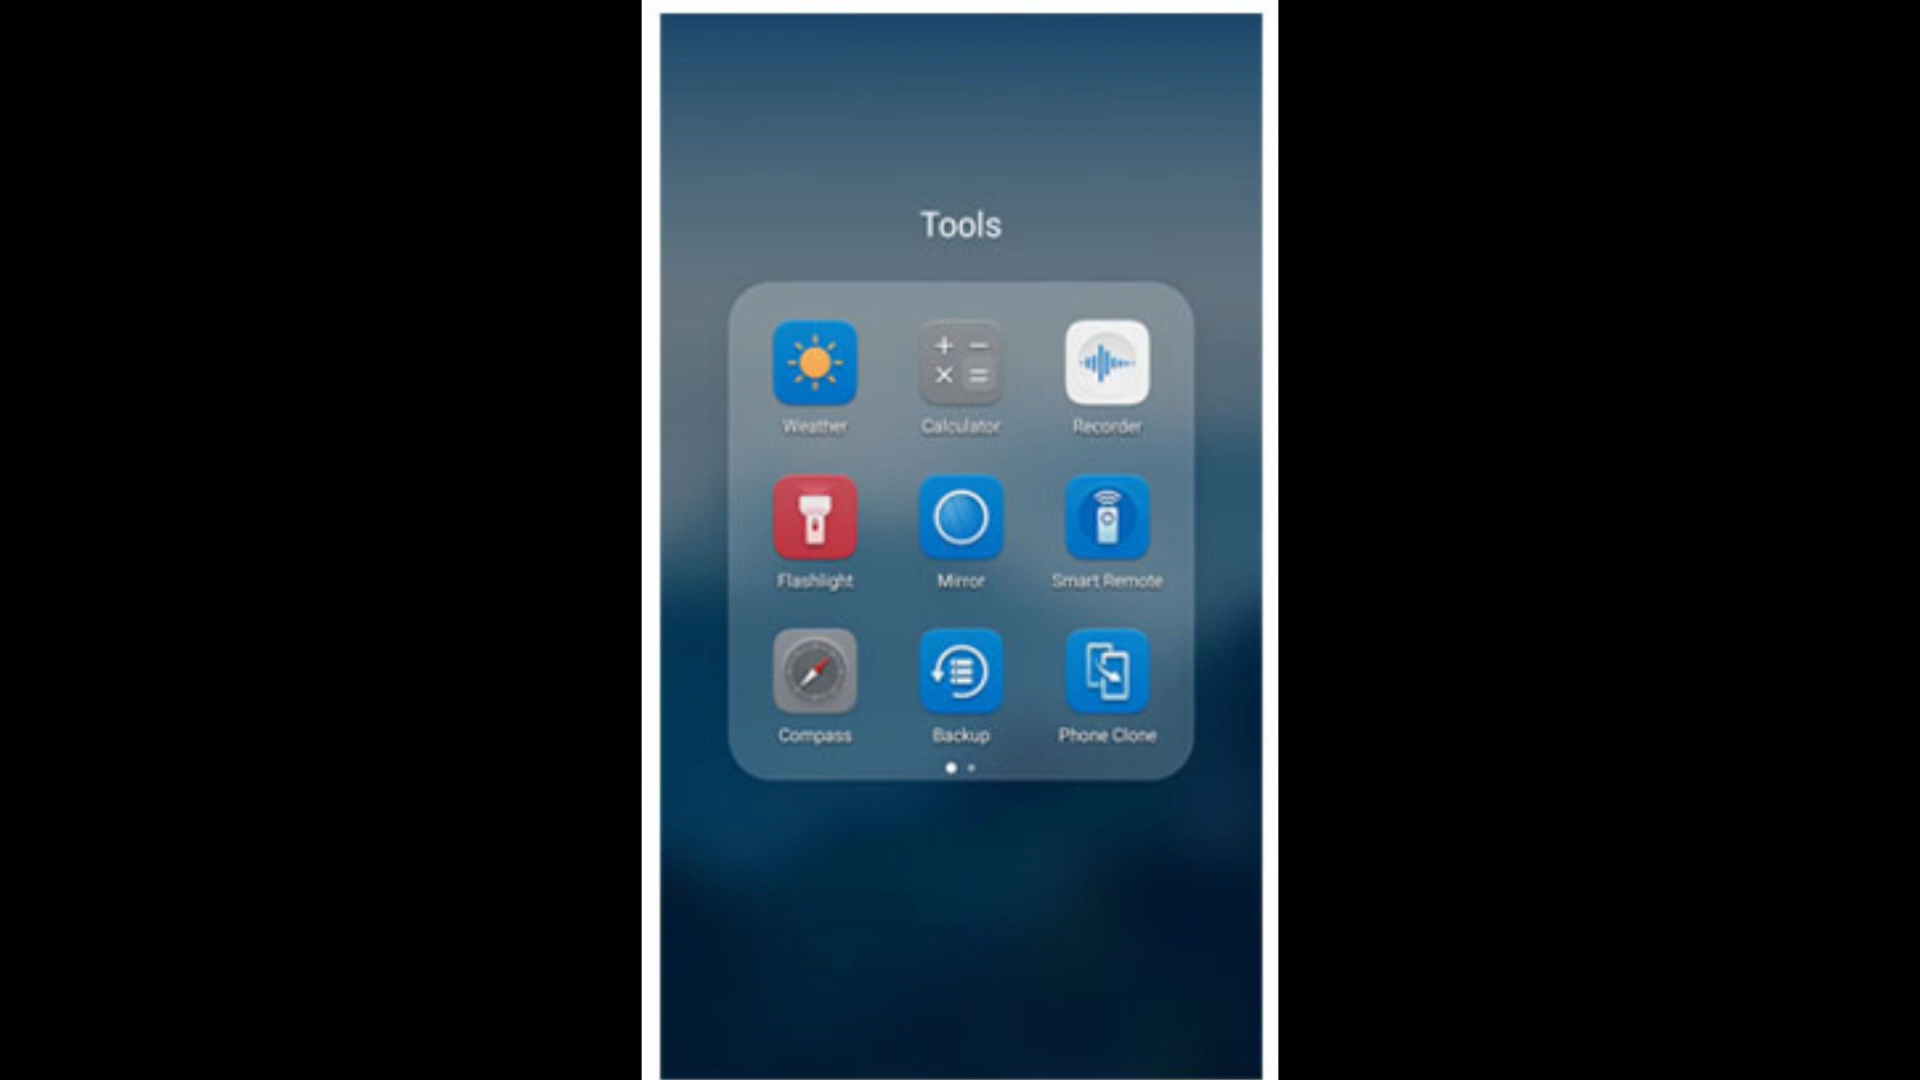 Tools
Weather Calculator Recorder
Flashlight Mirror Smart Remote
Compass Backup Phone Clone